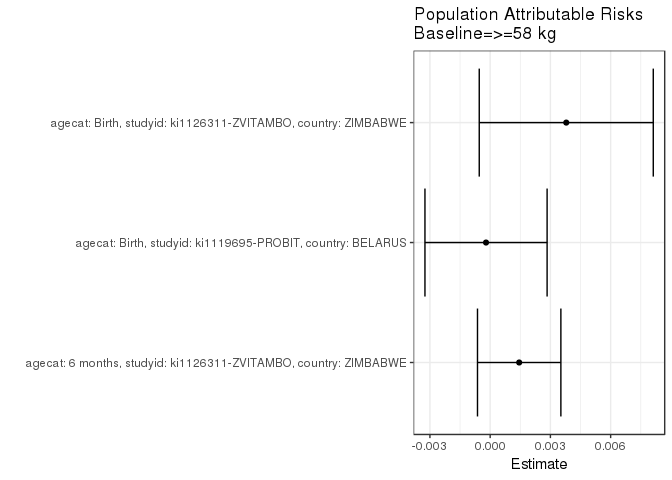 Population Attributable Risks
Baseline=>=58 kg
agecat: Birth, studyid: ki1126311-ZVITAMBO, country: ZIMBABWE
agecat: Birth, studyid: ki1119695-PROBIT, country: BELARUS
agecat: 6 months, studyid: ki1126311-ZVITAMBO, country: ZIMBABWE
-0.003 0.000 0.003 0.006
Estimate